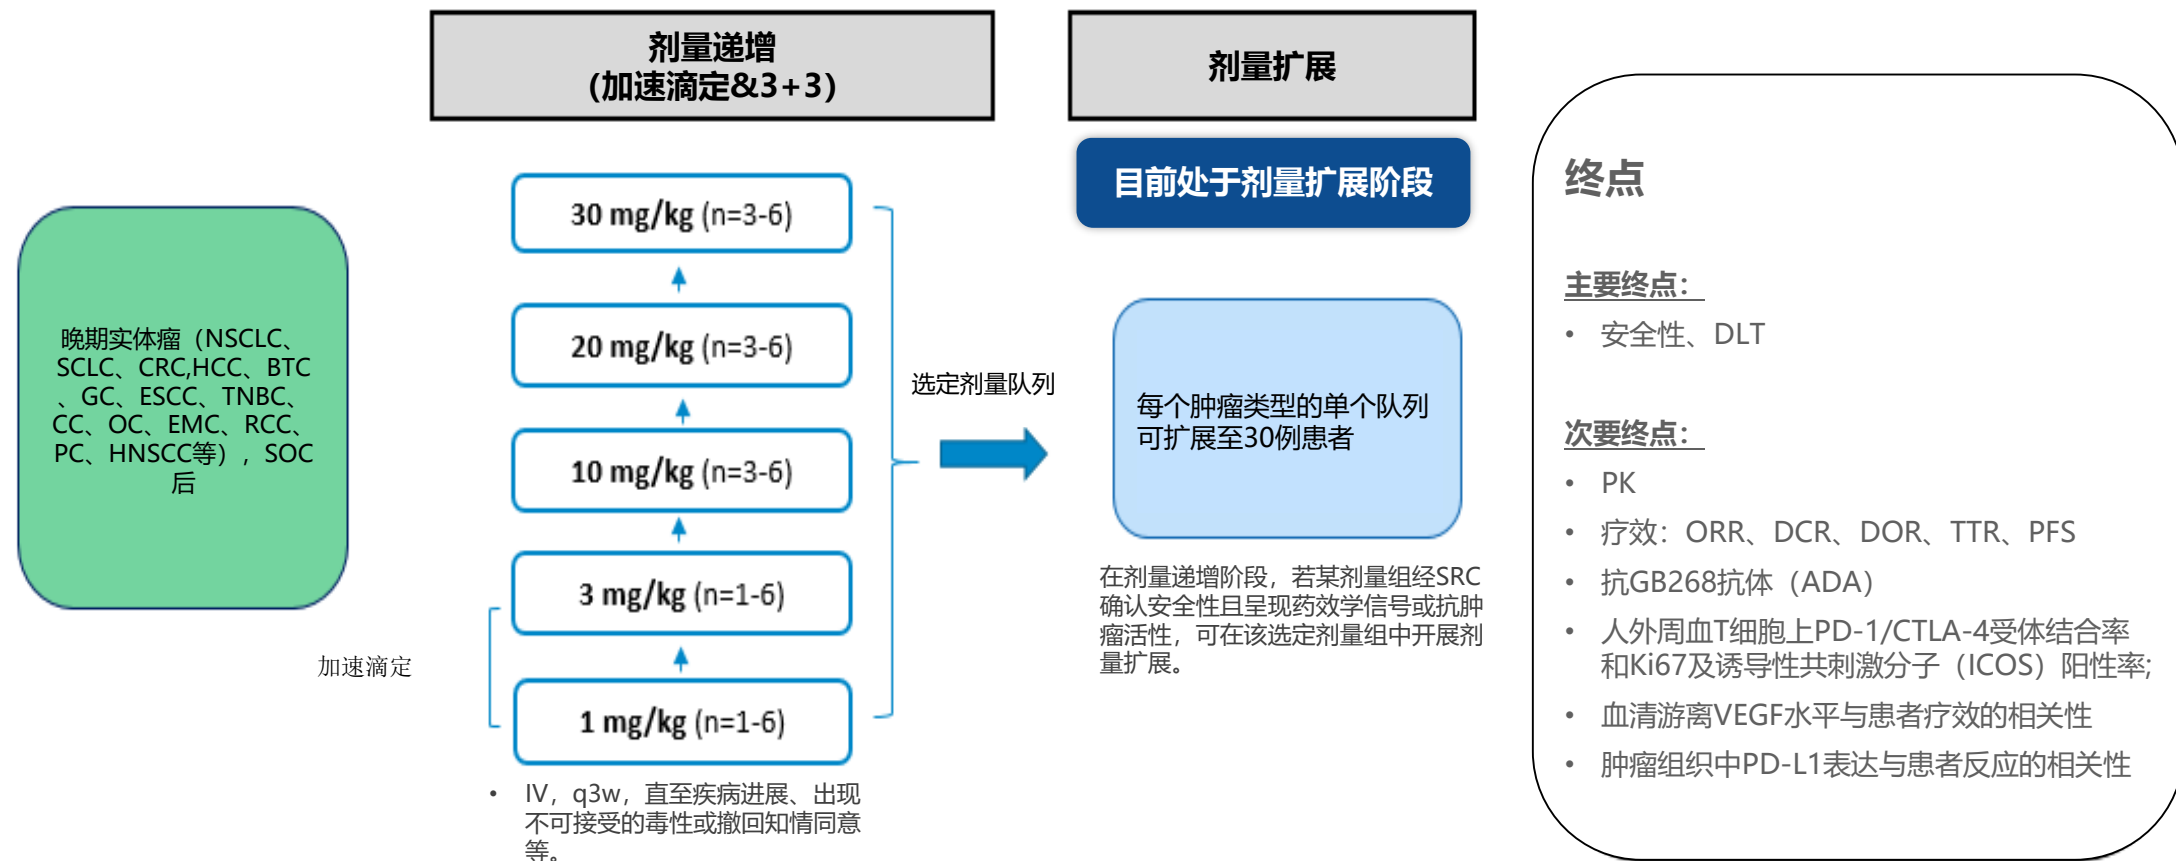 剂量递增
(加速滴定&3+3)
剂量扩展
目前处于剂量扩展阶段
晚期实体瘤（NSCLC、
SCLC、CRC,HCC、BTC
、GC、ESCC、TNBC、
CC、OC、EMC、RCC、
PC、HNSCC等）, SOC
后
30 mg/kg (n=3-6)
20 mg/kg (n=3-6)
10 mg/kg (n=3-6)
3 mg/kg (n=1-6)
1 mg/kg (n=1-6)
加速滴定
• IV，q3w，直至疾病进展、出现
不可接受的毒性或撤回知情同意
等。
选定剂量队列
每个肿瘤类型的单个队列
可扩展至30例患者
在剂量递增阶段，若某剂量组经SRC
确认安全性且呈现药效学信号或抗肿
瘤活性，可在该选定剂量组中开展剂
量扩展。
终点
主要终点：
• 安全性、DLT
次要终点：
• PK
• 疗效：ORR、DCR、DOR、TTR、PFS
• 抗GB268抗体（ADA）
• 人外周血T细胞上PD-1/CTLA-4受体结合率
和Ki67及诱导性共刺激分子（ICOS）阳性率;
• 血清游离VEGF水平与患者疗效的相关性
• 肿瘤组织中PD-L1表达与患者反应的相关性